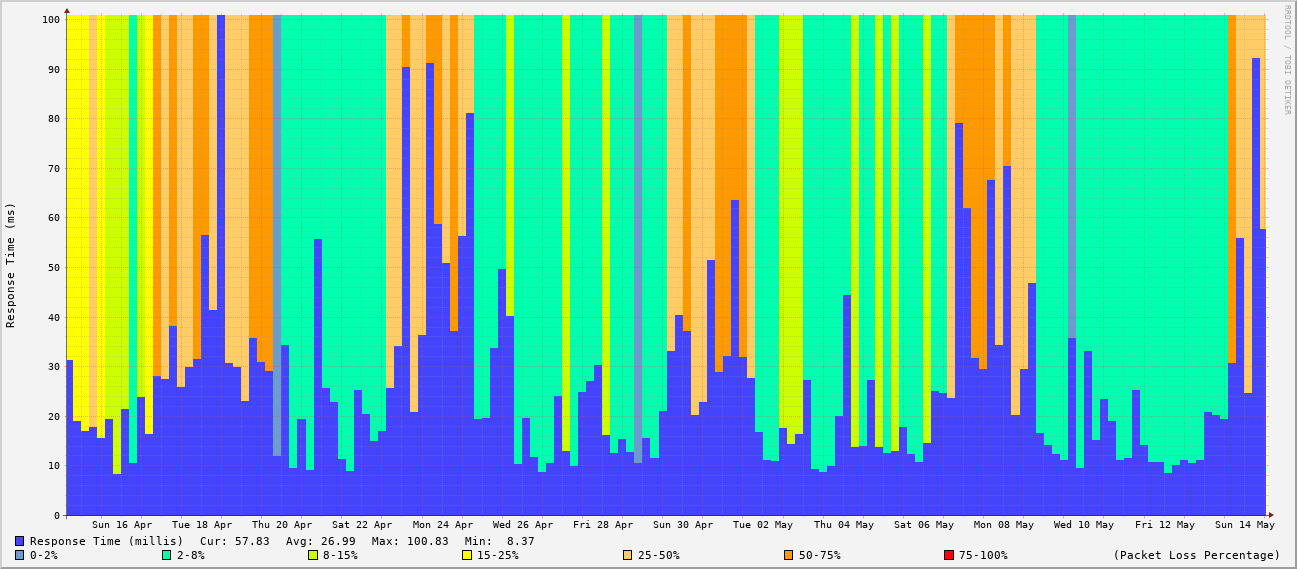 RRDTOOL / TOBI OETIKER
Response Time (ms)
100
90
80
70
60
50
40
30
20
10
0
Sun 16 Apr Tue 18 Apr Thu 20 Apr Sat 22 Apr Mon 24 Apr Wed 26 Apr Fri 28 Apr Sun 30 Apr Tue 02 May Thu 04 May Sat 06 May Mon 08 May Wed 10 May Fri 12 May Sun 14 May
Response Time (millis) Cur: 57.83 Avg: 26.99 Max: 100.83 Min: 8.37
0-2% 2-8% 8-15% 15-25% 25-50% 50-75% 75-100% (Packet Loss Percentage)